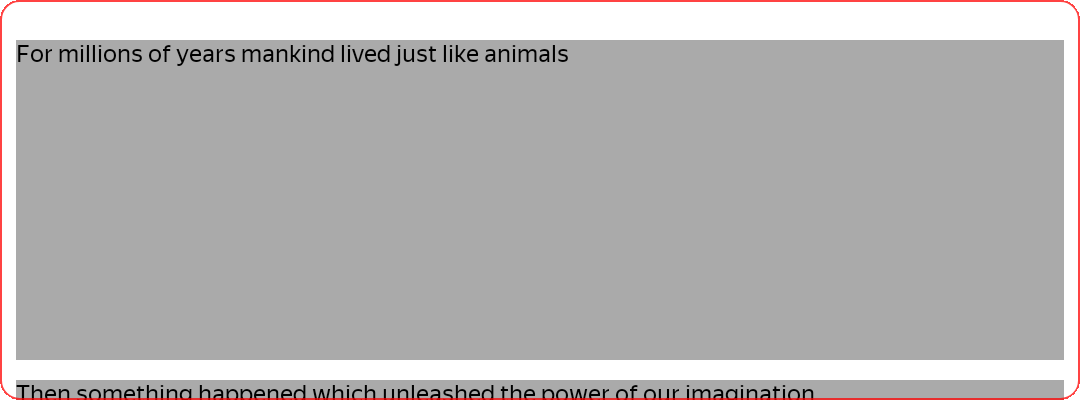 For millions of years mankind lived just like animals
Then something happened which unleashed the power of our imagination